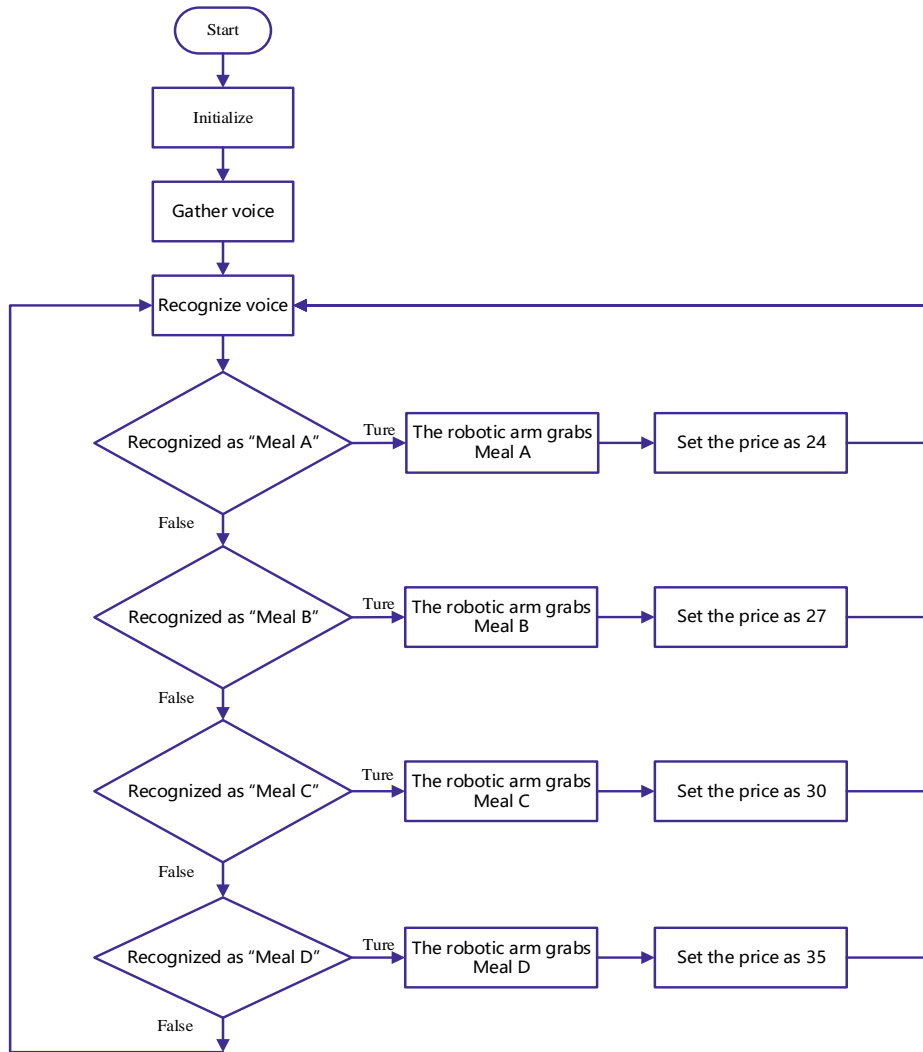 Start
Initialize
Gather voice
Recognize voice
Recognized as “Meal A”
Ture
The robotic arm grabs
Meal A
Set the price as 24
False
Recognized as “Meal B”
Ture
The robotic arm grabs
Meal B
Set the price as 27
False
Recognized as “Meal C”
Ture
The robotic arm grabs
Meal C
Set the price as 30
False
Recognized as “Meal D”
Ture
The robotic arm grabs
Meal D
Set the price as 35
False